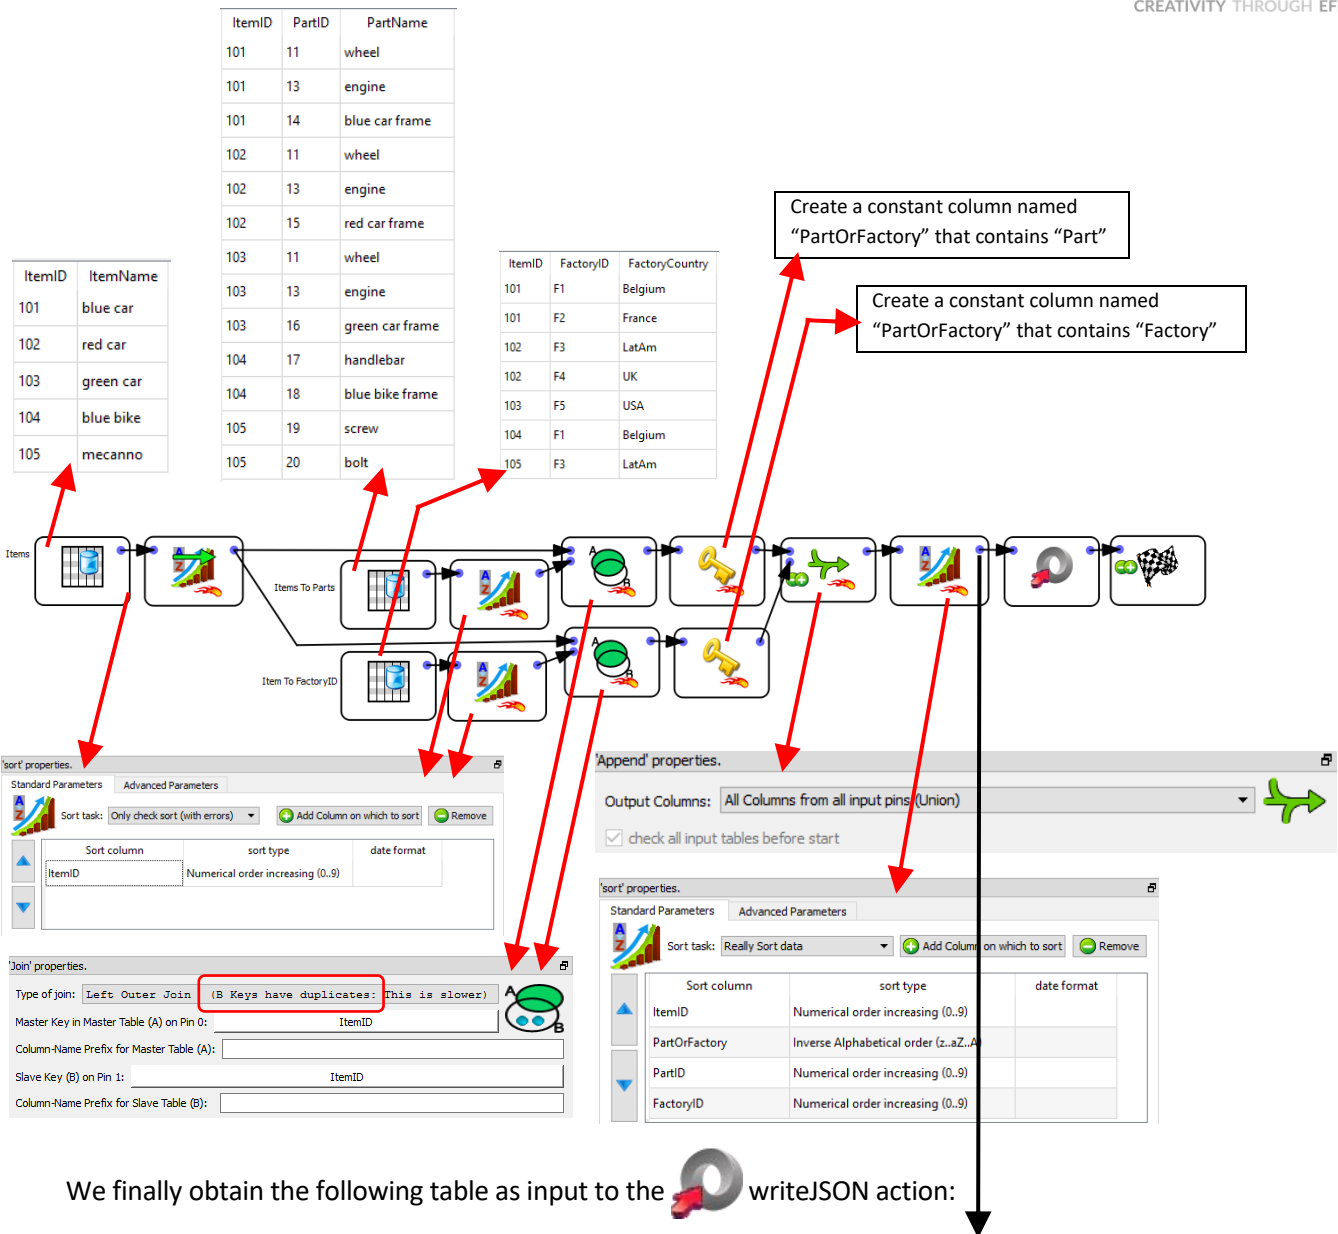 CREATIVITY THROUGH EF
ItemID PartID PartName
101 11 wheel
101 13 engine
101 14 blue car frame
102 11 wheel
102 13 engine
102 15 red car frame
103 11 wheel
103 13 engine
103 16 green car frame
104 17 handlebar
104 18 blue bike frame
105 19 screw
105 20 bolt
ItemID ItemName
101 blue car
102 red car
103 green car
104 blue bike
105 mecanno
ItemID FactoryID FactoryCountry
101 F1 Belgium
101 F2 France
102 F3 LatAm
102 F4 UK
103 F5 USA
104 F1 Belgium
105 F3 LatAm
Create a constant column named
“PartOrFactory” that contains “Part”
Create a constant column named
“PartOrFactory” that contains “Factory”
Items
Items To Parts
Item To FactoryID
'sort' properties.
Standard Parameters Advanced Parameters
Sort task: Only check sort (with errors) Add Column on which to sort Remove
Sort column sort type date format
ItemID Numerical order increasing (0..9)
'Join' properties.
Type of join: Left Outer Join (B Keys have duplicates: This is slower)
Master Key in Master Table (A) on Pin 0: ItemID
Column-Name Prefix for Master Table (A):
Slave Key (B) on Pin 1: ItemID
Column-Name Prefix for Slave Table (B):
'Append' properties.
Output Columns: All Columns from all input pins (Union)
check all input tables before start
'sort' properties.
Standard Parameters Advanced Parameters
Sort task: Really Sort data Add Column on which to sort Remove
Sort column sort type date format
ItemID Numerical order increasing (0..9)
PartOrFactory Inverse Alphabetical order (z..aZ..A)
PartID Numerical order increasing (0..9)
FactoryID Numerical order increasing (0..9)
We finally obtain the following table as input to the writeJSON action: